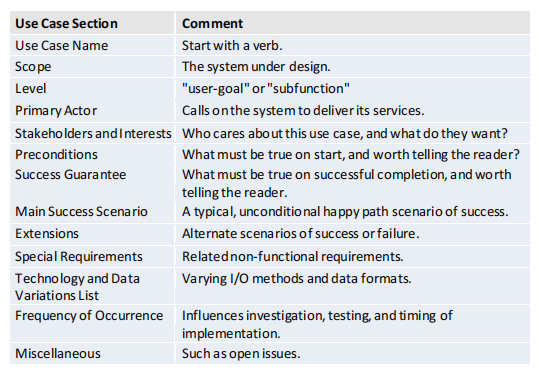 Use Case Section Comment
Use Case Name Start with a verb.
Scope The system under design.
Level "user-goal" or "subfunction"
Primary Actor Calls on the system to deliver its services.
Stakeholders and Interests Who cares about this use case, and what do they want?
Preconditions What must be true on start, and worth telling the reader?
Success Guarantee What must be true on successful completion, and worth
telling the reader.
Main Success Scenario A typical, unconditional happy path scenario of success.
Extensions Alternate scenarios of success or failure.
Special Requirements Related non-functional requirements.
Technology and Data Varying I/O methods and data formats.
Variations List
Frequency of Occurrence Influences investigation, testing, and timing of
implementation.
Miscellaneous Such as open issues.